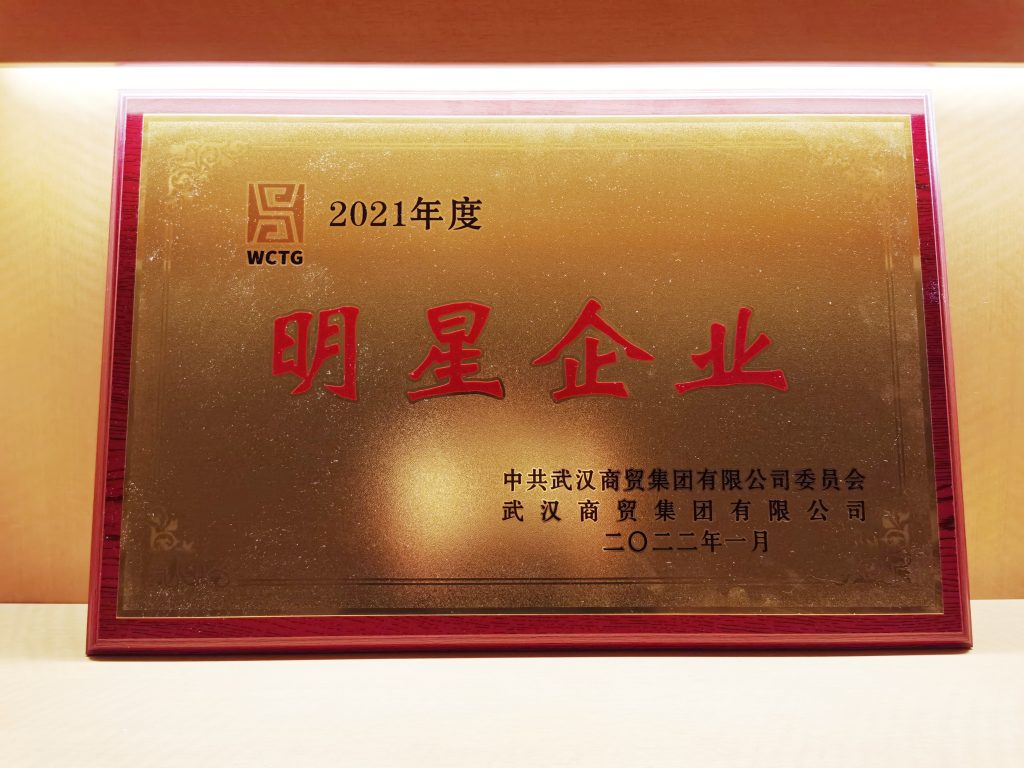 WCTG
2021年度
明星企业
中共武汉商贸集团有限公司委员会
武汉商贸集团有限公司
二〇二二年一月